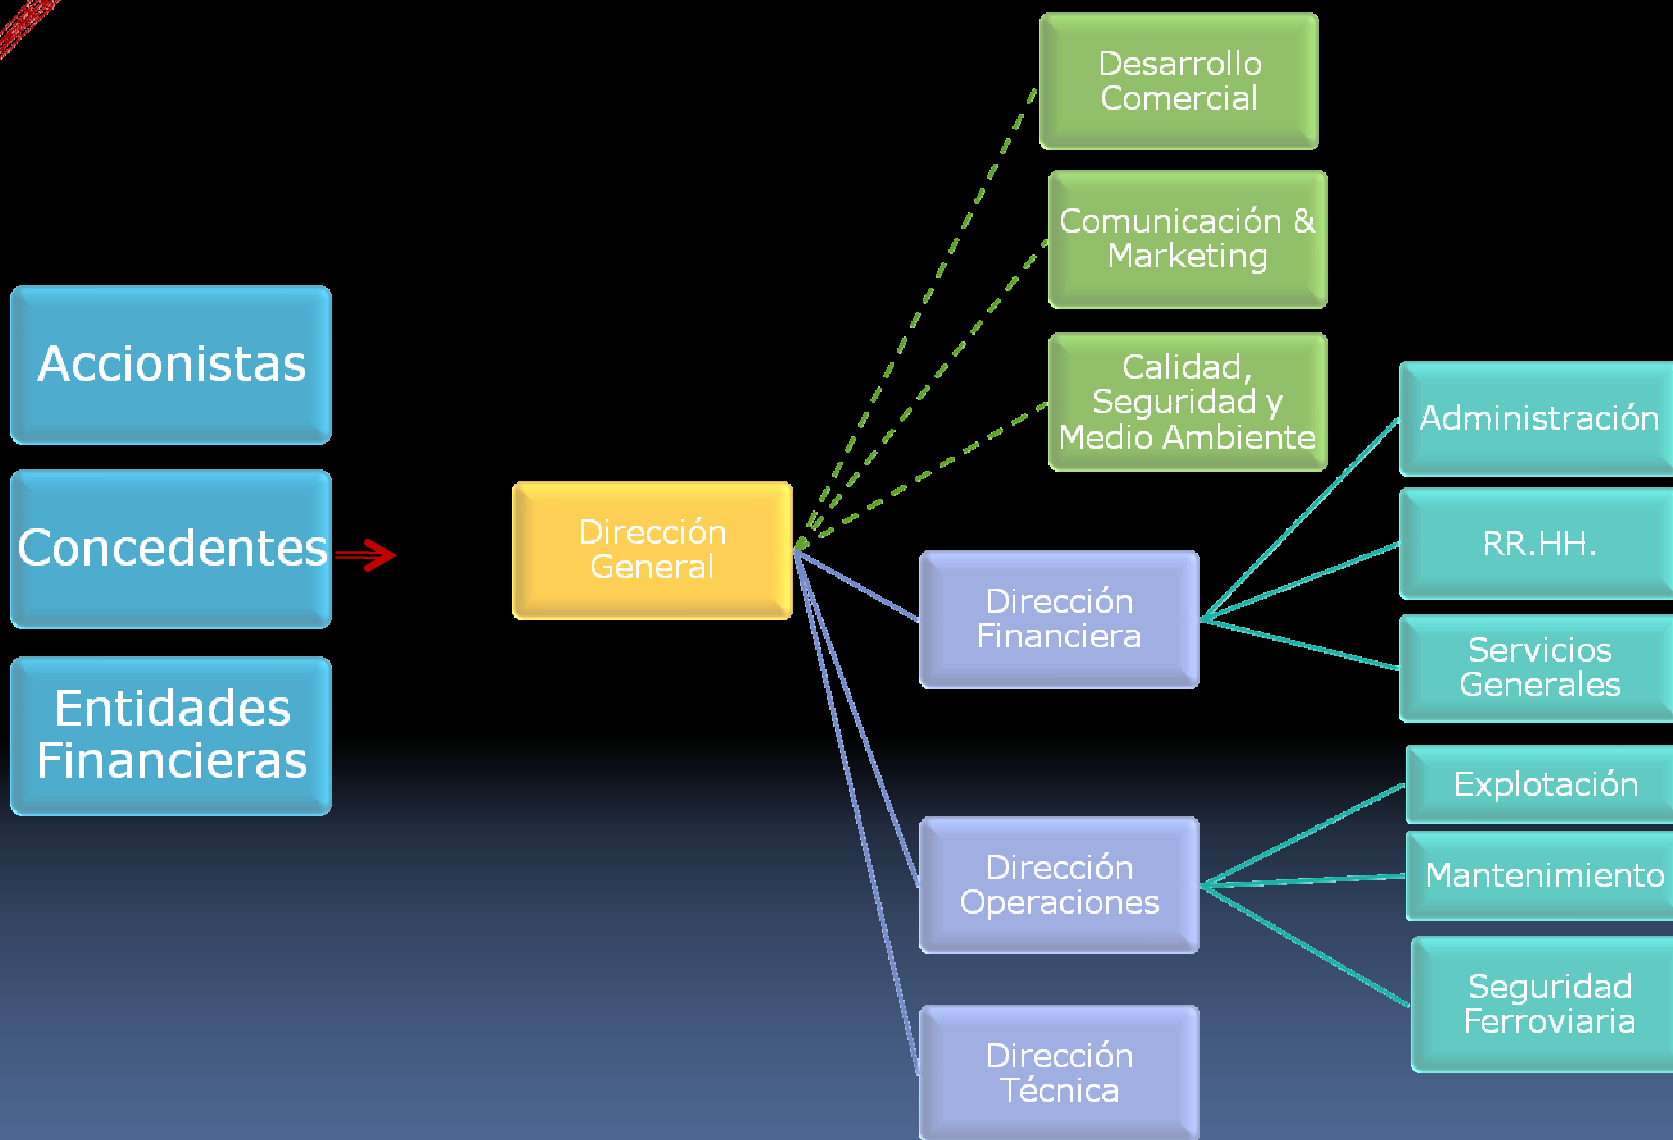 Accionistas
Concedentes
Entidades
Financieras
Dirección
General
Desarrollo
Comercial
Comunicación &
Marketing
Calidad,
Seguridad y
Medio Ambiente
Dirección
Financiera
Dirección
Operaciones
Dirección
Técnica
Administración
RR.HH.
Servicios
Generales
Explotación
Mantenimiento
Seguridad
Ferroviaria